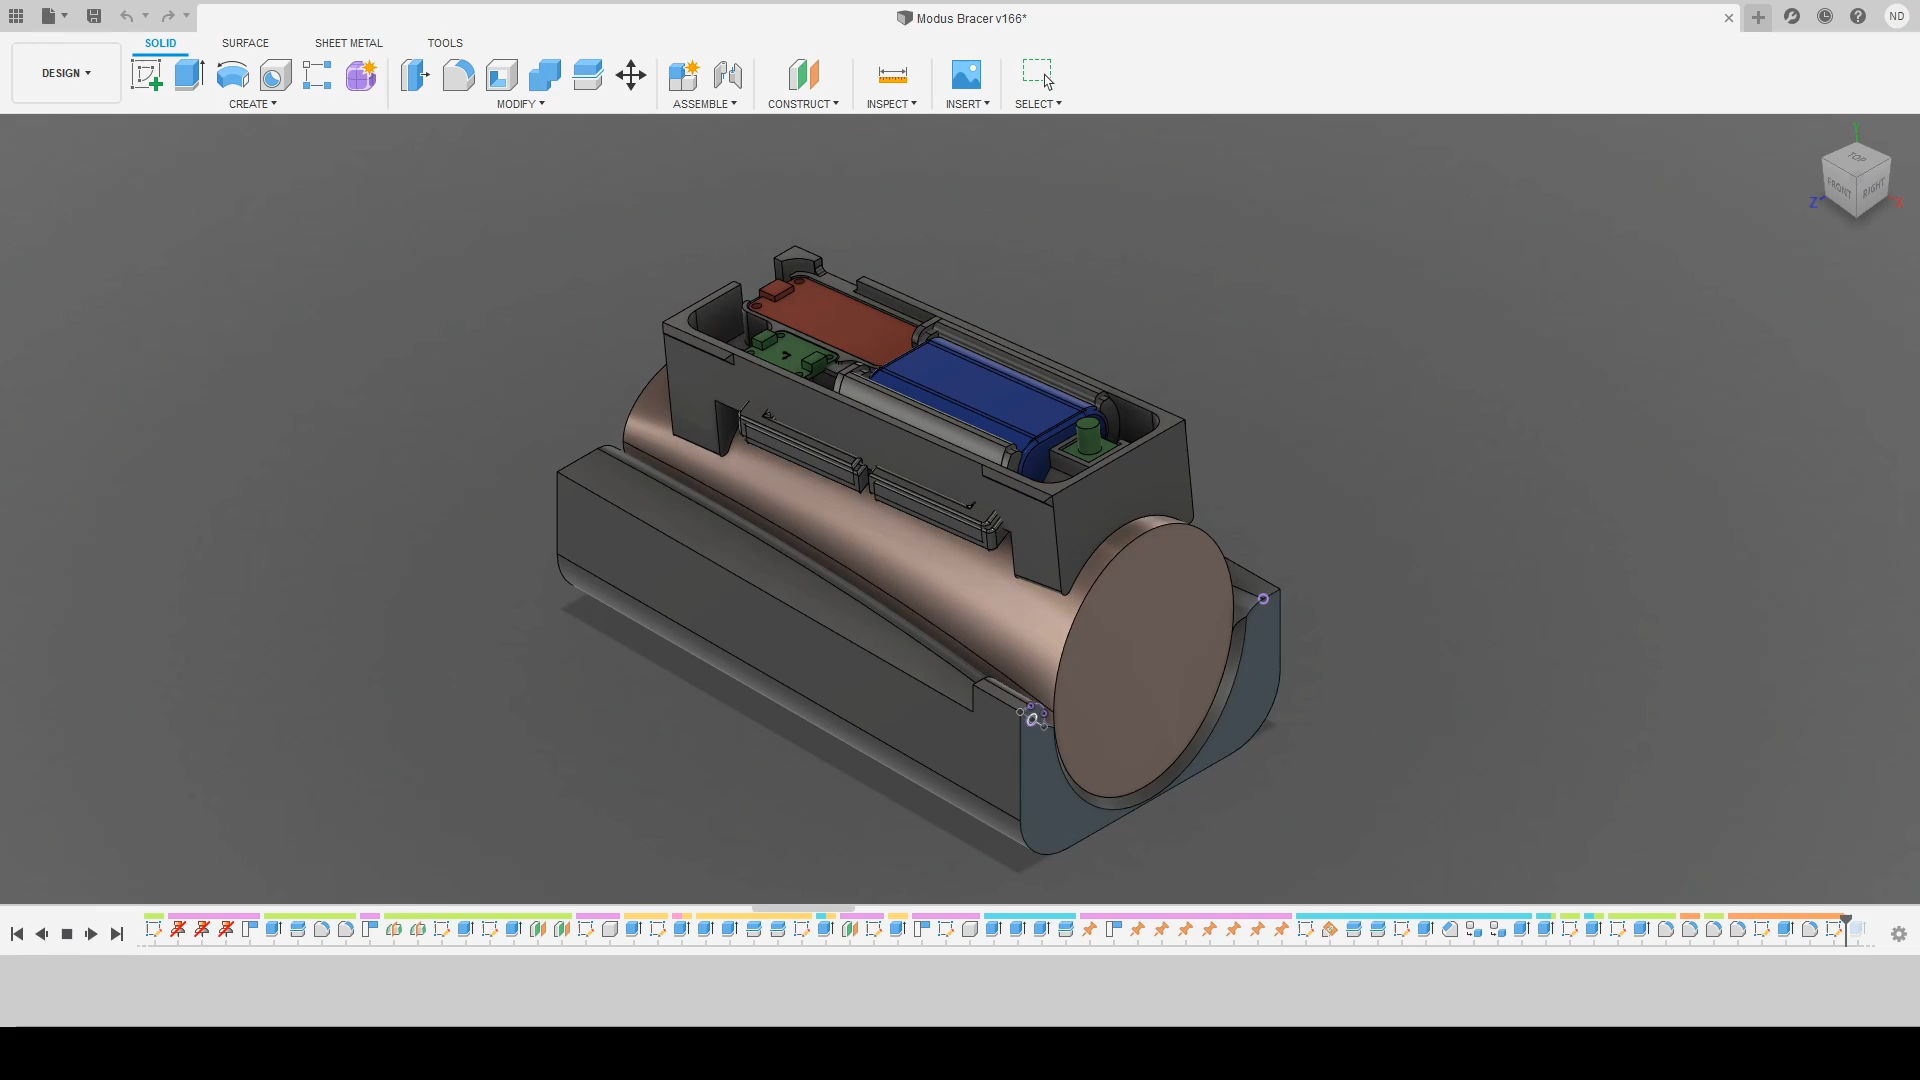 Modus Bracer v166*
ND
DESIGN
SOLID
SURFACE
SHEET METAL
TOOLS
CREATE
MODIFY
ASSEMBLE
CONSTRUCT
INSPECT
INSERT
SELECT
Y
TOP
FRONT
RIGHT
Z
X